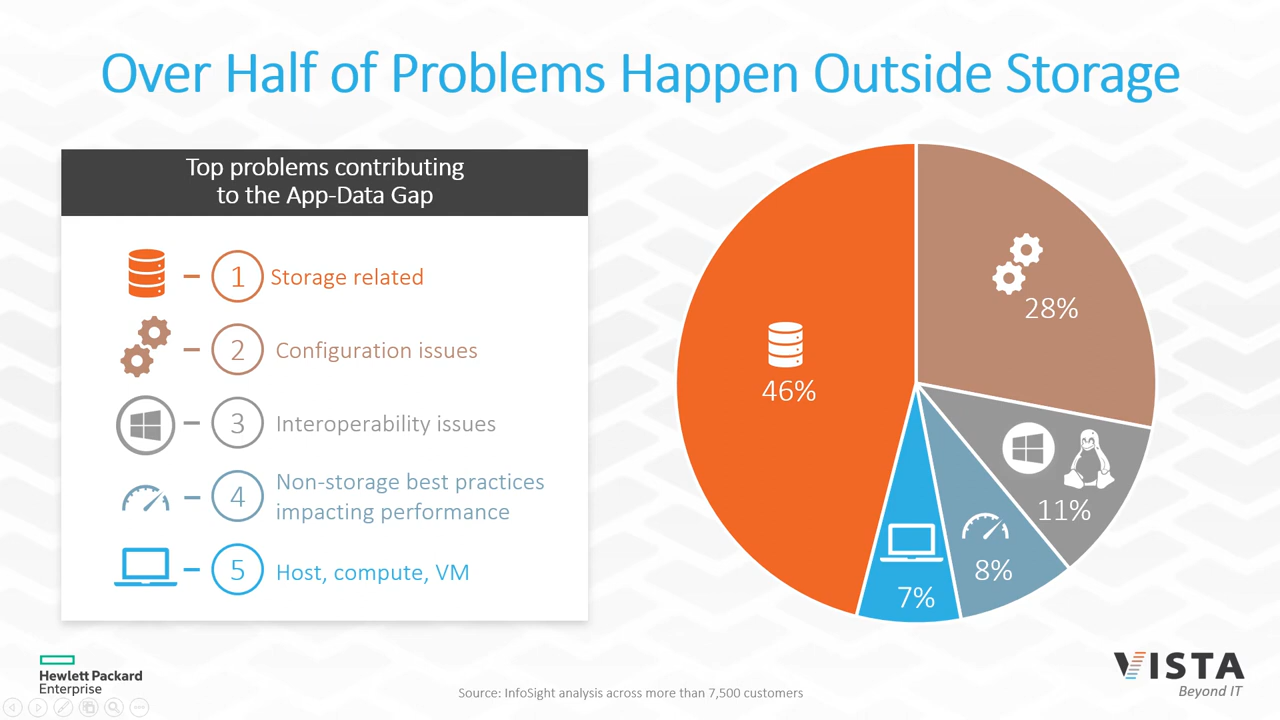 Over Half of Problems Happen Outside Storage
Top problems contributing
to the App-Data Gap
1 Storage related
2 Configuration issues
3 Interoperability issues
4 Non-storage best practices
impacting performance
5 Host, compute, VM
28%
46%
11%
8%
7%
Hewlett Packard
Enterprise
Source: InfoSight analysis across more than 7,500 customers
VISTA
Beyond IT